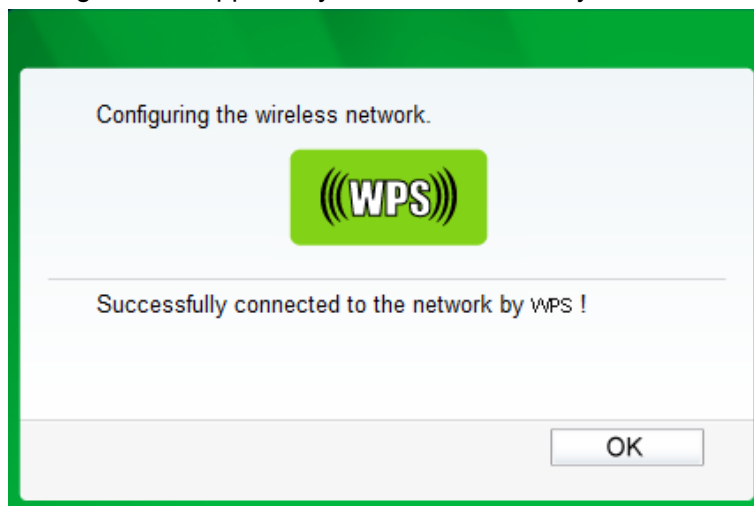 Configuring the wireless network.
(((WPS)))
Successfully connected to the network by WPS !
OK